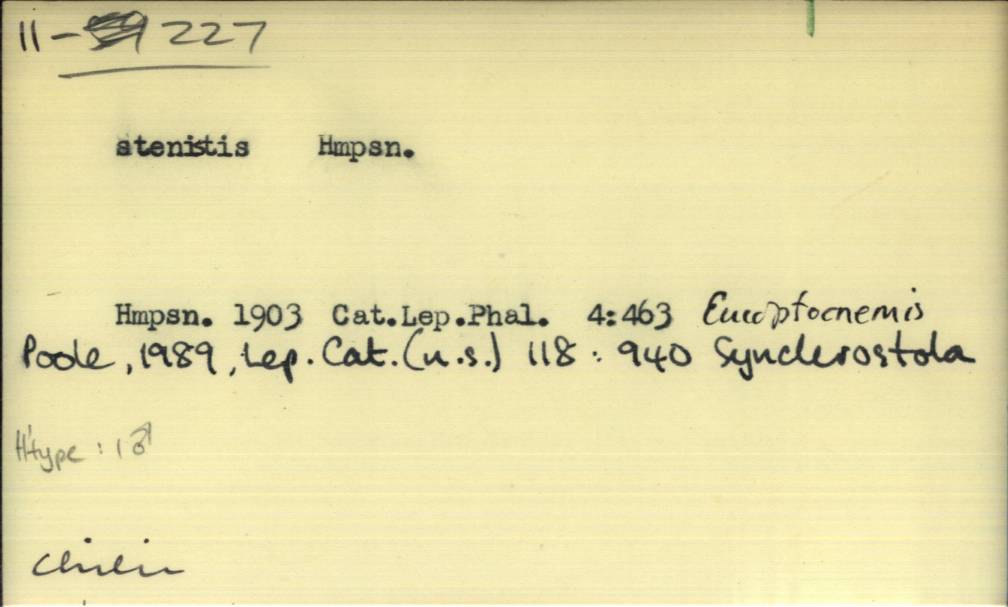 11-227
stenistis Hmpsn.
Hmpsn. 1903 Cat.Lep.Phal. 4:463 Eucoptocnemis
Poole, 1989, Lep. Cat. (n.s.) 118 : 940 Synclerostola
H'type : 1♂